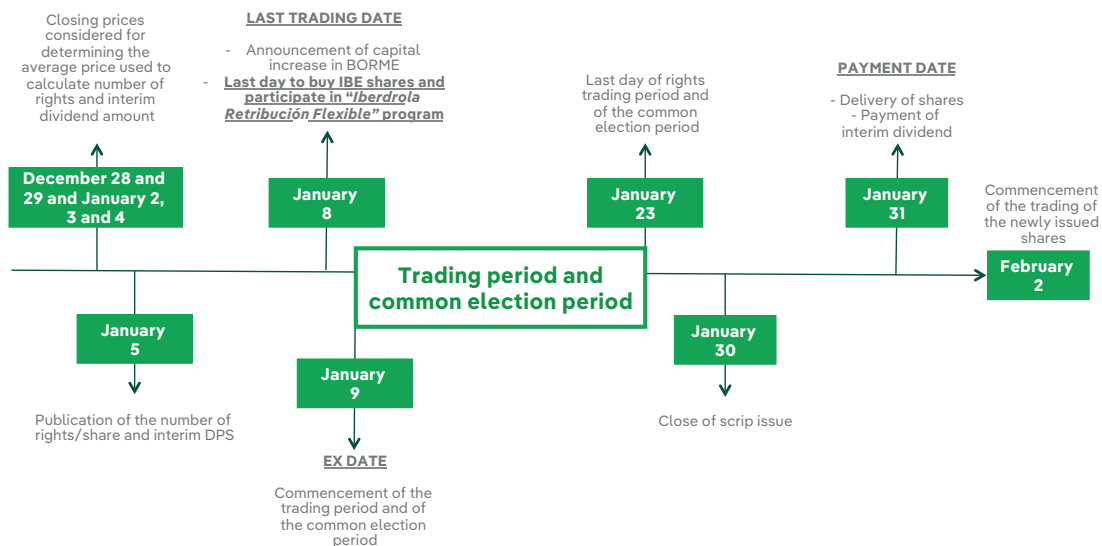 Closing prices
considered for
determining the
average price used to
calculate number of
rights and interim
dividend amount
December 28 and
29 and January 2,
3 and 4
January
5
Publication of the number of
rights/share and interim DPS
LAST TRADING DATE
- Announcement of capital
increase in BORME
- Last day to buy IBE shares and
participate in “Iberdrola
Retribución Flexible” program
January
8
Trading period and
common election period
January
9
EX DATE
Commencement of the
trading period and of
the common election
period
Last day of rights
trading period and
of the common
election period
January
23
January
30
Close of scrip issue
PAYMENT DATE
- Delivery of shares
- Payment of
interim dividend
January
31
Commencement
of the trading of
the newly issued
shares
February
2